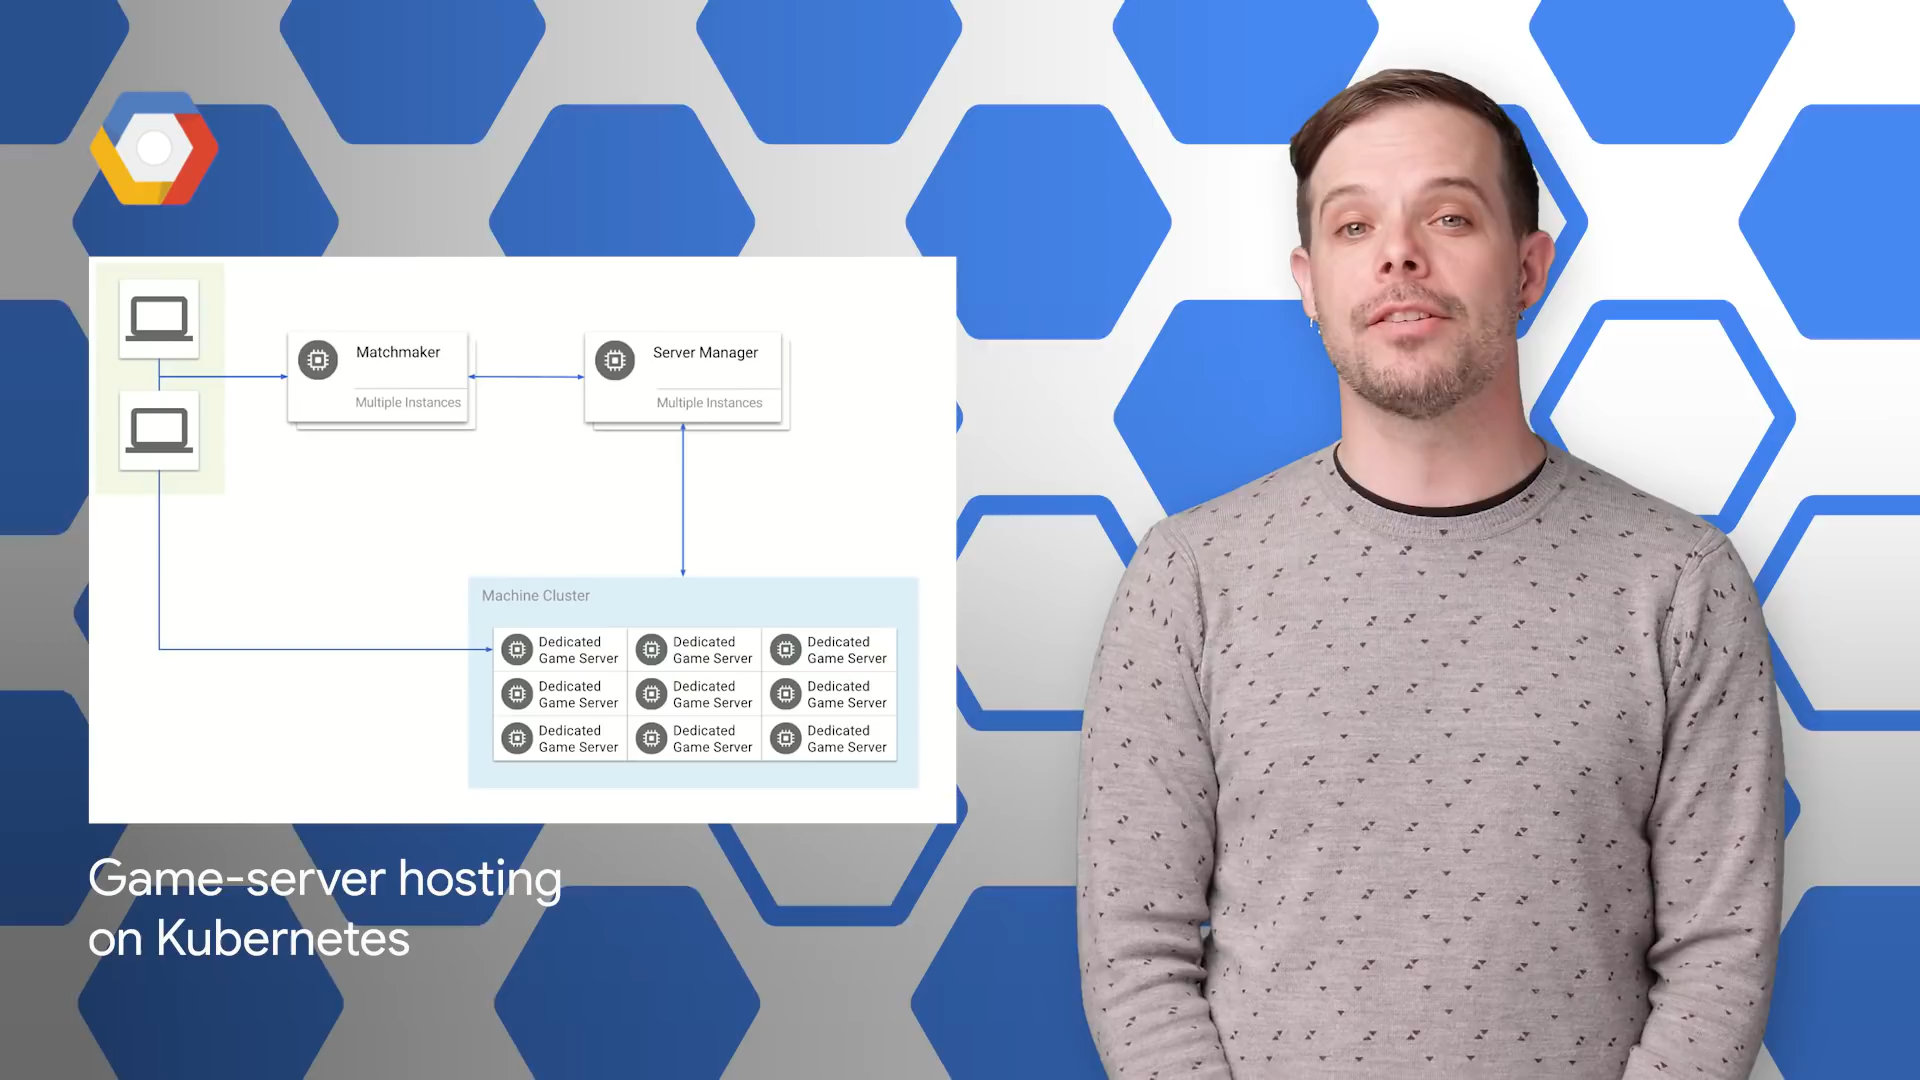 Matchmaker
Multiple Instances
Server Manager
Multiple Instances
Machine Cluster
Dedicated
Game Server
Dedicated
Game Server
Dedicated
Game Server
Dedicated
Game Server
Dedicated
Game Server
Dedicated
Game Server
Dedicated
Game Server
Dedicated
Game Server
Dedicated
Game Server
Game-server hosting
on Kubernetes